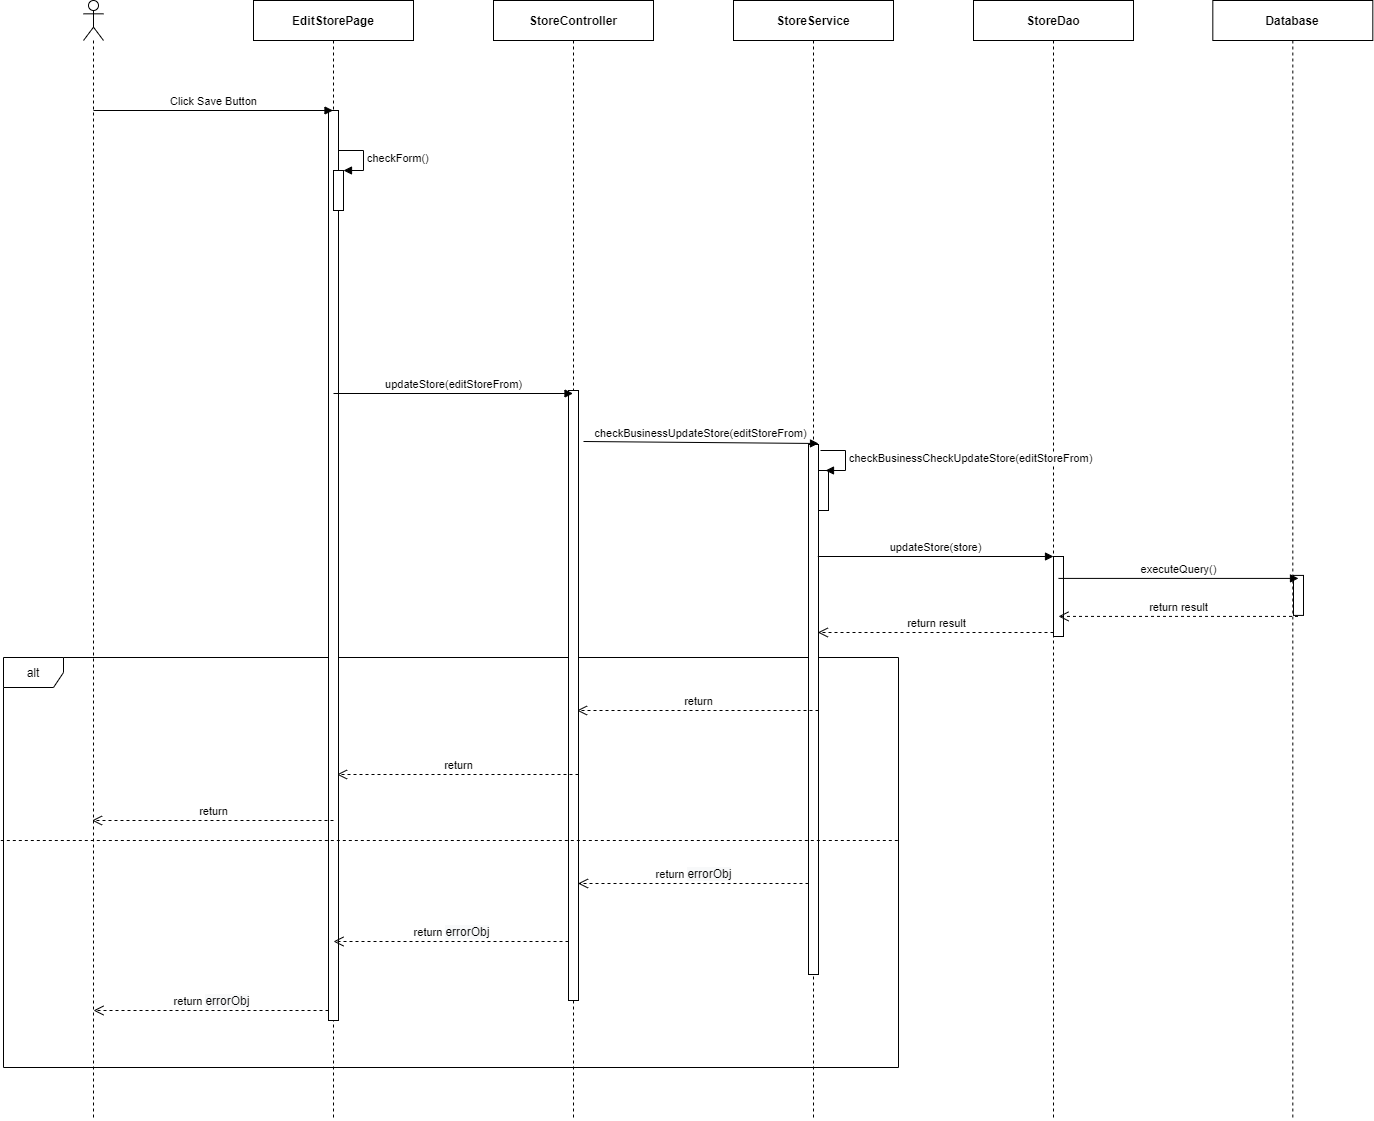 EditStorePage
StoreController
StoreService
StoreDao
Database
Click Save Button
checkForm()
updateStore(editStoreFrom)
checkBusinessUpdateStore(editStoreFrom)
checkBusinessCheckUpdateStore(editStoreFrom)
updateStore(store)
executeQuery()
return result
return result
alt
return
return
return
return errorObj
return errorObj
return errorObj